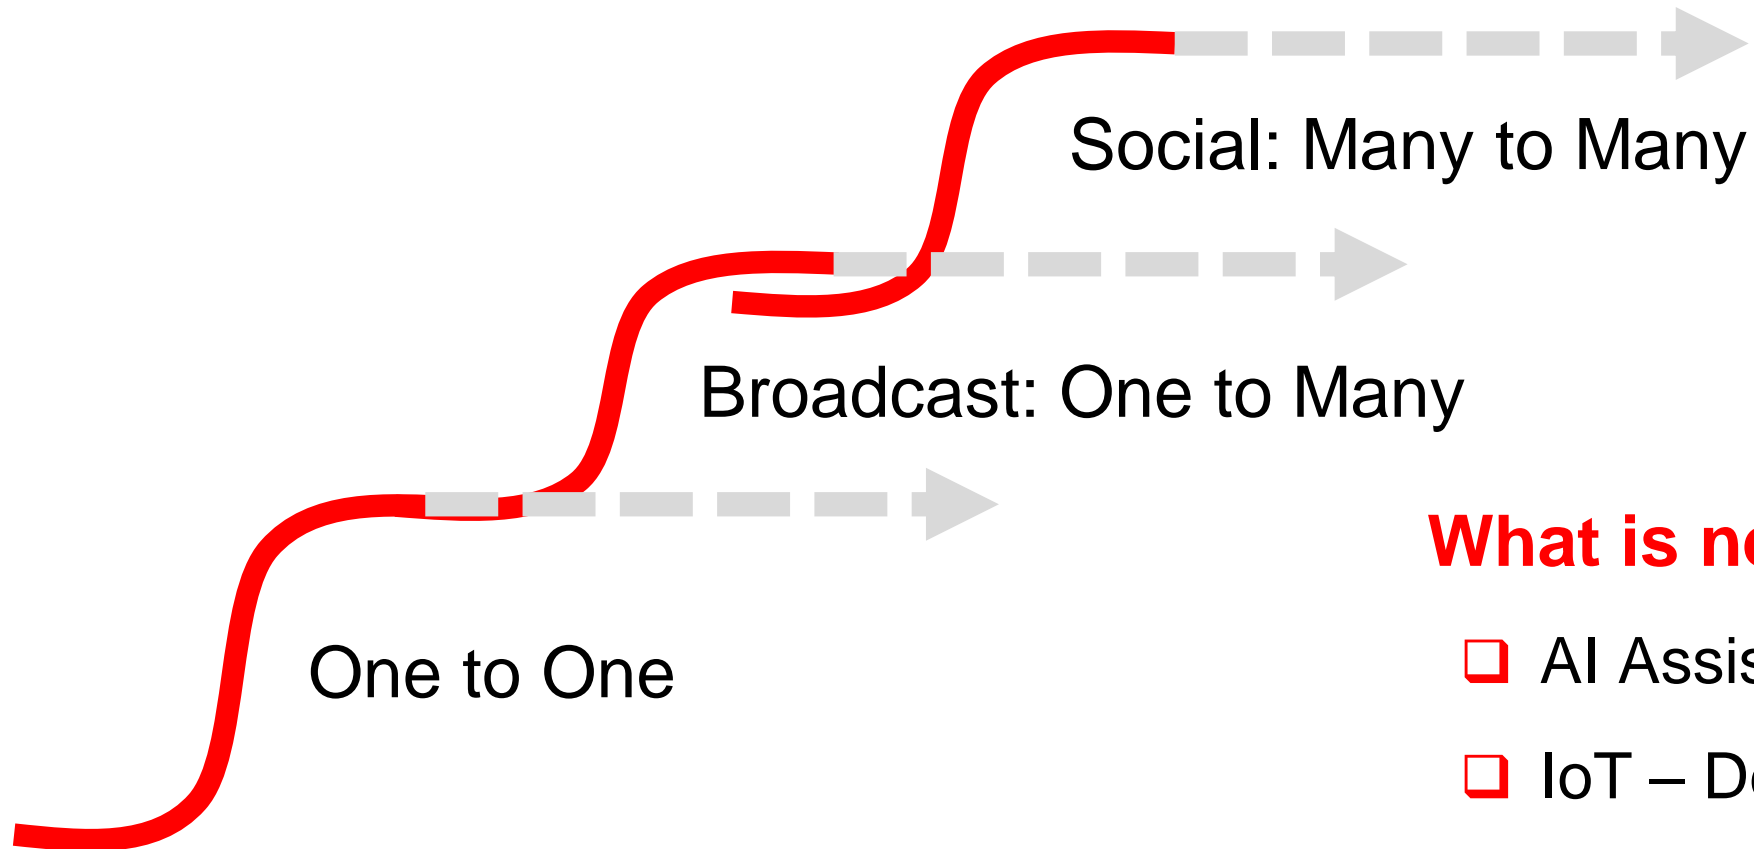 Social: Many to Many
Broadcast: One to Many
One to One
What is
AI
IoT –